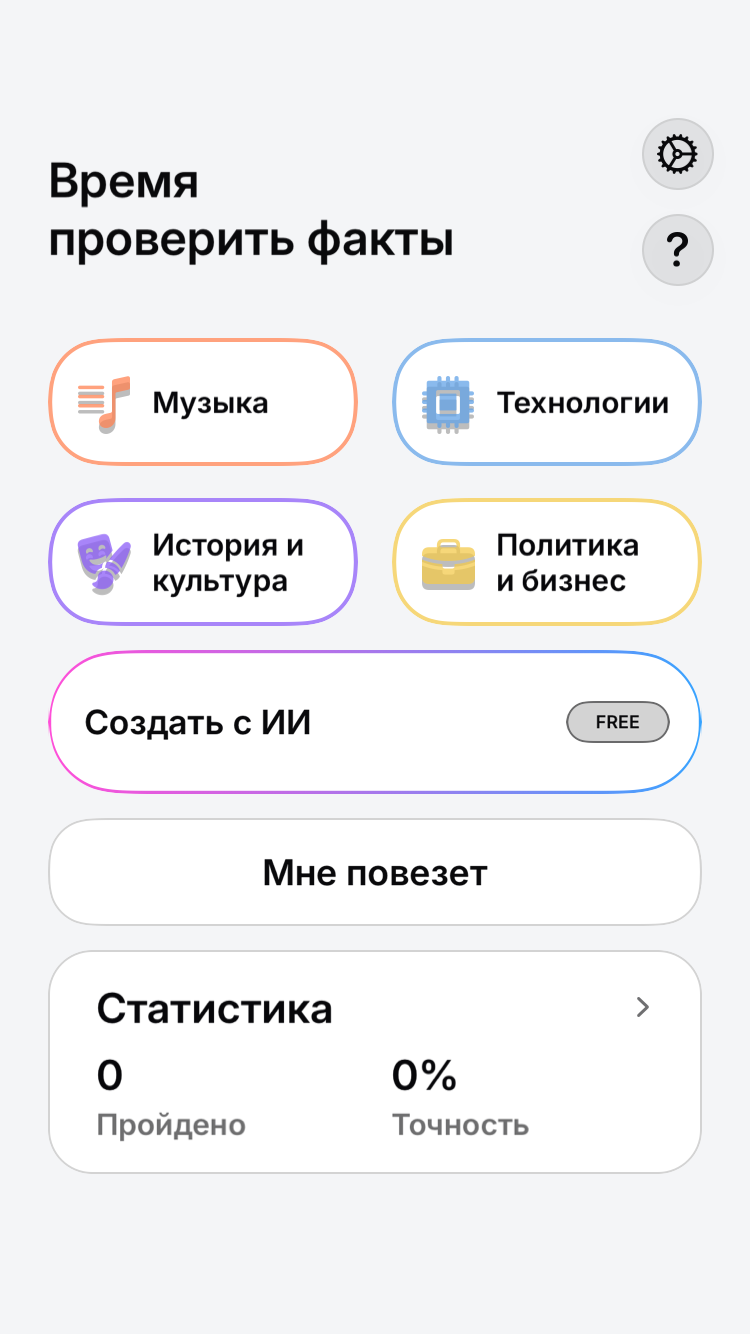 Время
проверить факты
?
Музыка
Технологии
История и
культура
Политика
и бизнес
Создать с ИИ
FREE
Мне повезет
Статистика
0
0%
Пройдено
Точность